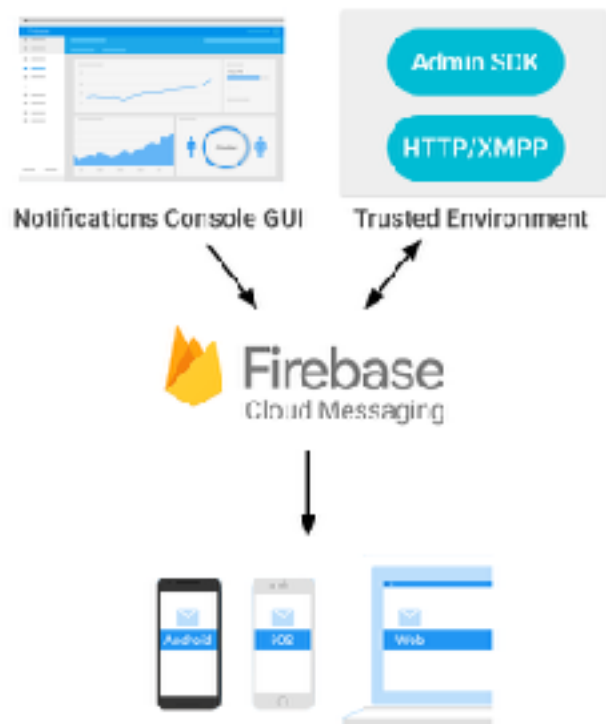 Admin SDK
HTTP/XMPP
Notifications Console GUI
Trusted Environment
Firebase
Cloud Messaging
Android
iOS
Web